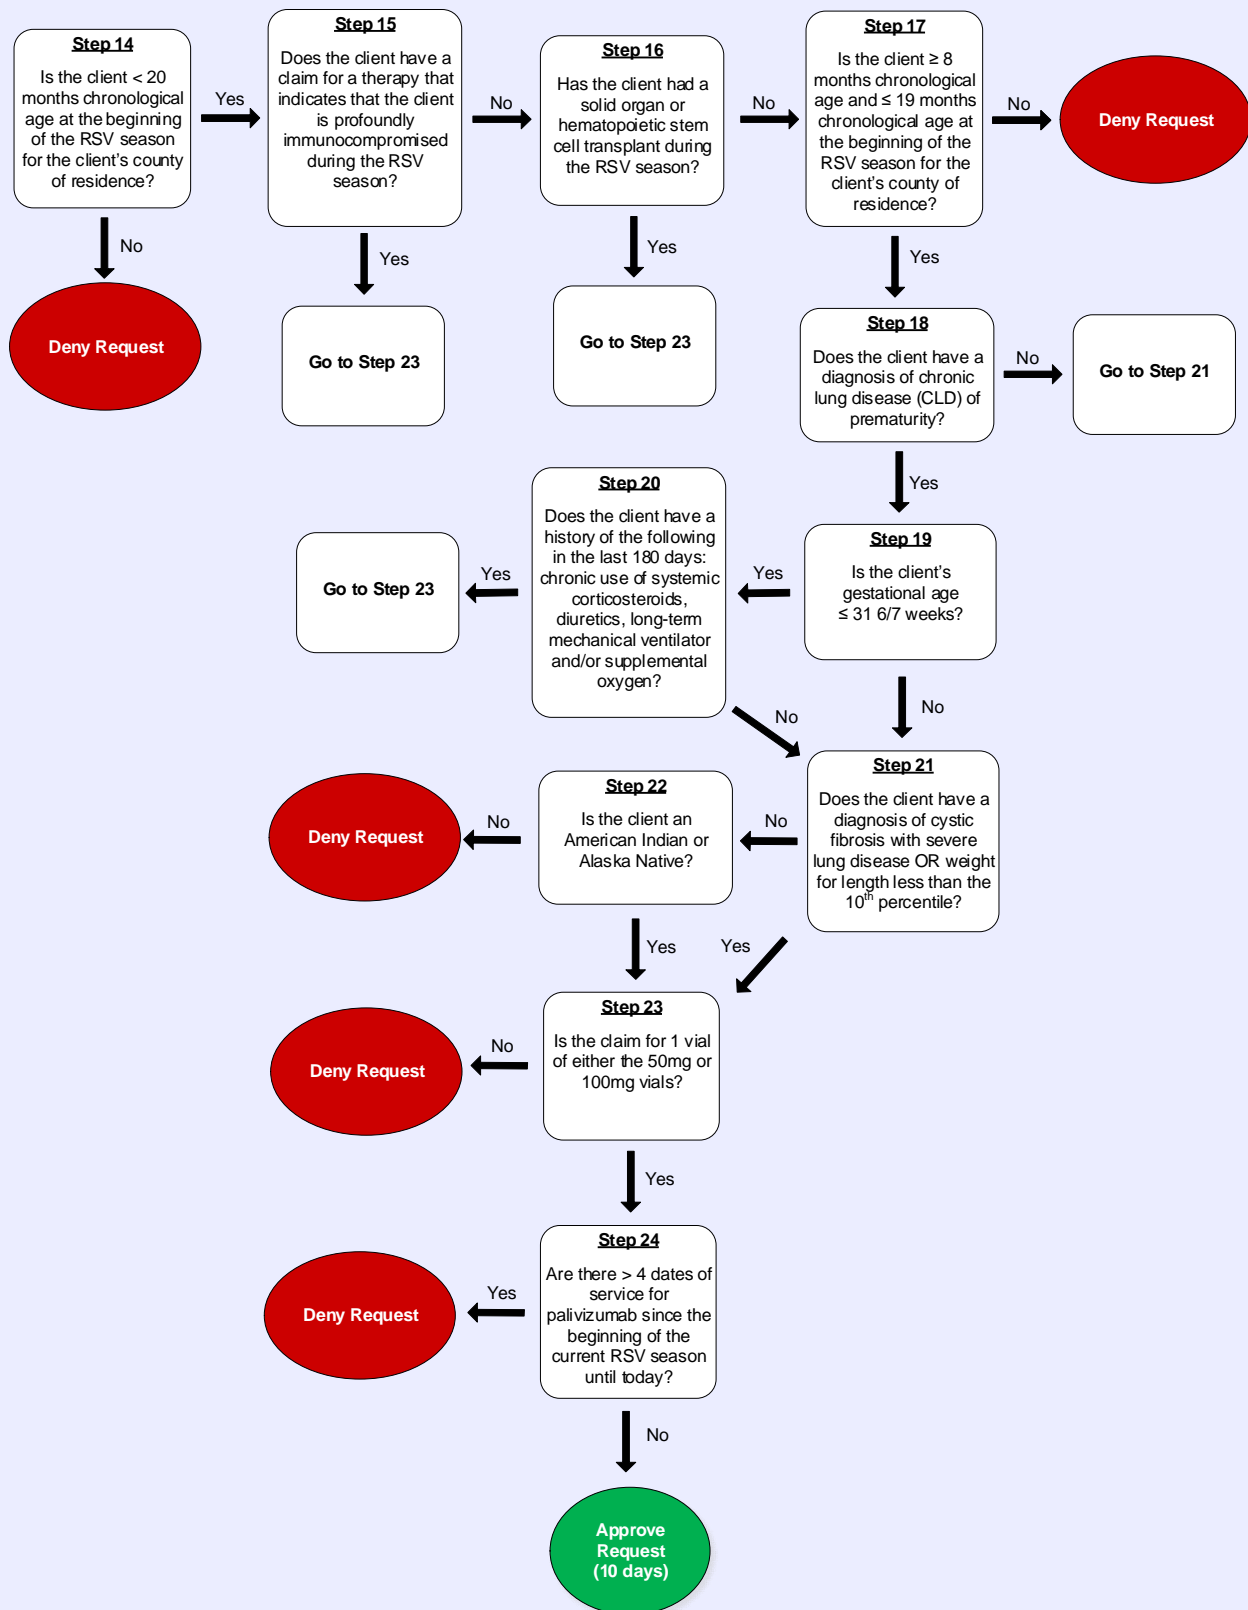 Step 14
Is the client < 20
months chronological
age at the beginning
of the RSV season
for the client's county
of residence?
Yes
Step 15
Does the client have a
claim for a therapy that
indicates that the client
is profoundly
immunocompromised
during the RSV
season?
No
Step 16
Has the client had a
solid organ or
hematopoietic stem
cell transplant during
the RSV season?
No
Step 17
Is the client ≥ 8
months chronological
age and ≤ 19 months
chronological age at
the beginning of the
RSV season for the
client's county of
residence?
No
Deny Request
No
Deny Request
Yes
Go to Step 23
Yes
Go to Step 23
Yes
Step 18
Does the client have a
diagnosis of chronic
lung disease (CLD) of
prematurity?
No
Go to Step 21
Yes
Step 19
Is the client's
gestational age
≤ 31 6/7 weeks?
Yes
Step 20
Does the client have a
history of the following
in the last 180 days:
chronic use of systemic
corticosteroids,
diuretics, long-term
mechanical ventilator
and/or supplemental
oxygen?
Yes
Go to Step 23
No
No
Step 21
Does the client have a
diagnosis of cystic
fibrosis with severe
lung disease OR weight
for length less than the
10th percentile?
No
Step 22
Is the client an
American Indian or
Alaska Native?
No
Deny Request
Yes
Yes
Step 23
Is the claim for 1 vial
of either the 50mg or
100mg vials?
No
Deny Request
Yes
Step 24
Are there > 4 dates of
service for
palivizumab since the
beginning of the
current RSV season
until today?
Yes
Deny Request
No
Approve
Request
(10 days)